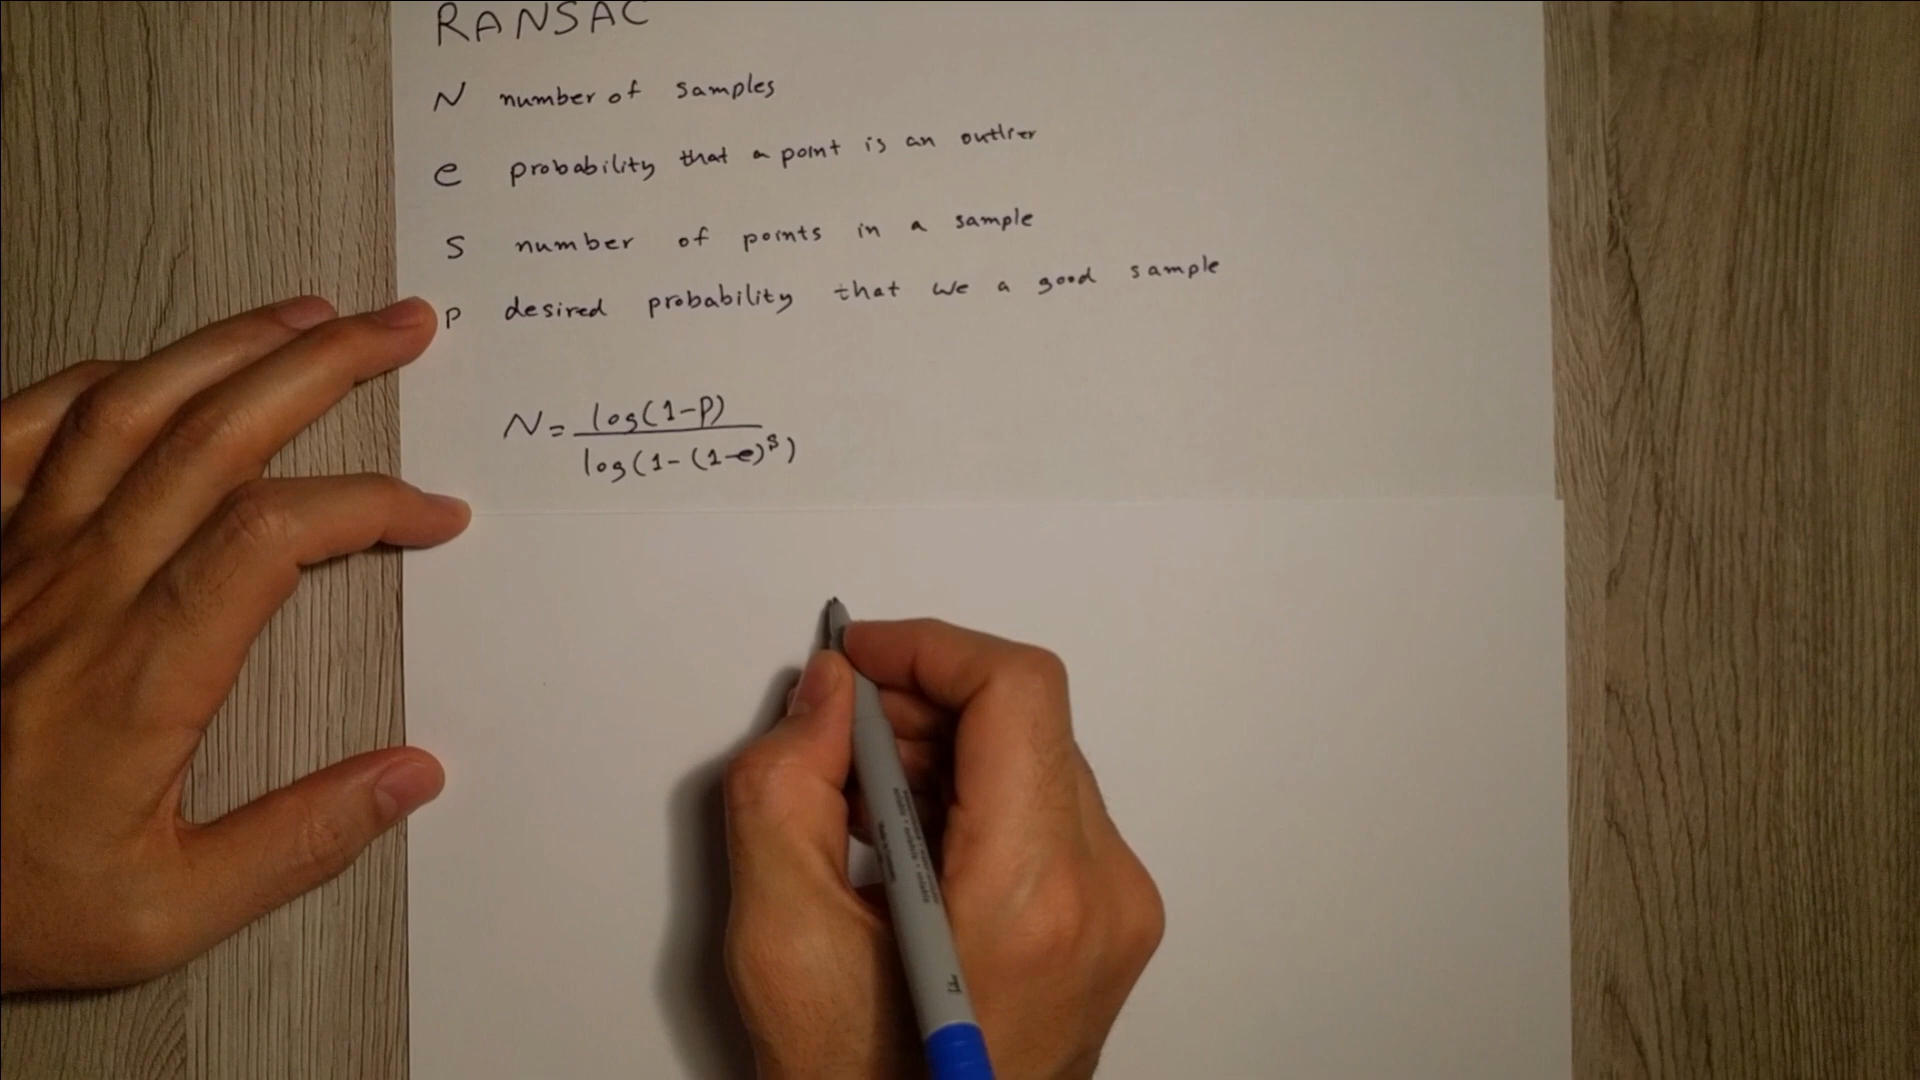 RANSAC
N number of samples
e probability that a point is an outlier
S number of points in a sample
P desired probability that we a good sample
N = log(1-P)
log(1-(1-e)^S)